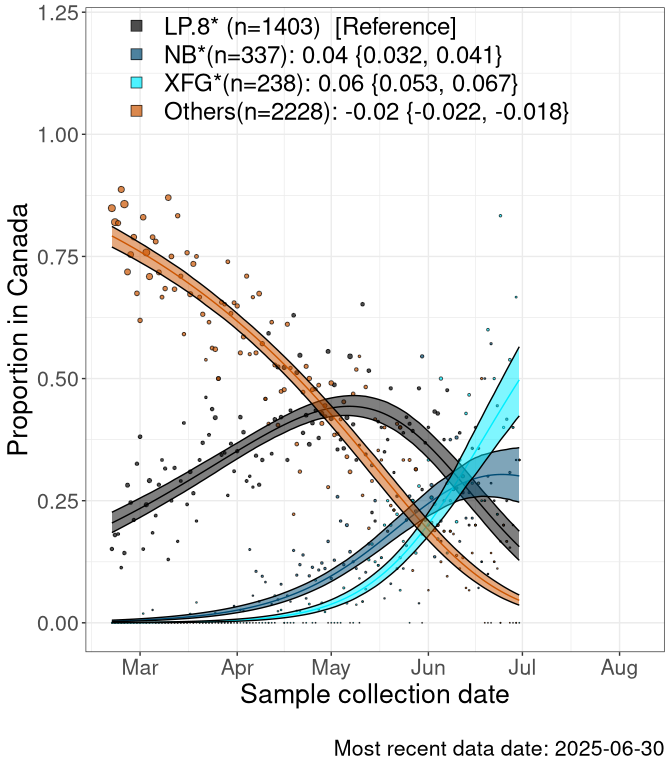 LP.8* (n=1403)  [Reference]
NB*(n=337): 0.04 {0.032, 0.041}
XFG*(n=238): 0.06 {0.053, 0.067}
Others(n=2228): -0.02 {-0.022, -0.018}
1.25
1.00
0.75
0.50
0.25
0.00
Proportion in Canada
Mar Apr May Jun Jul Aug
Sample collection date
Most recent data date: 2025-06-30